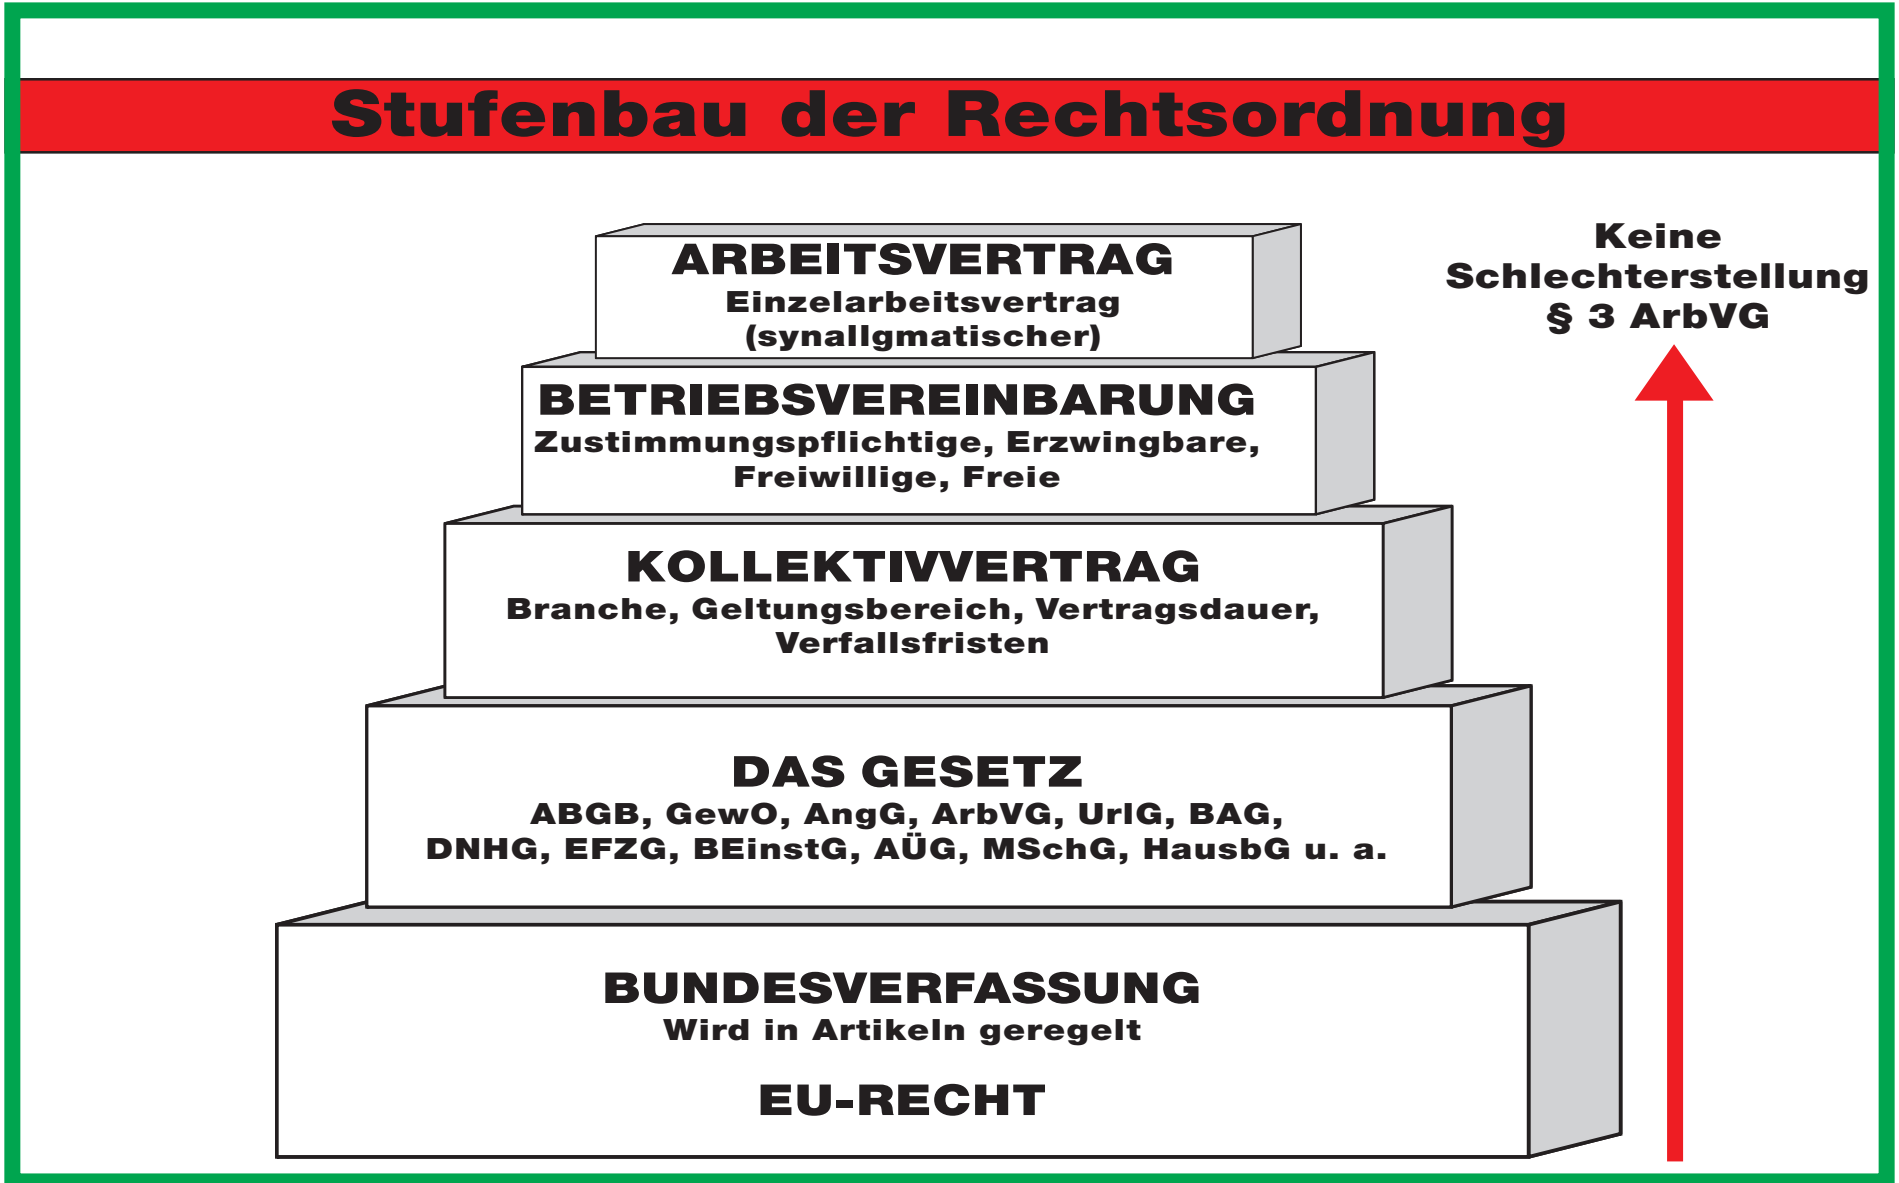 Stufenbau der Rechtsordnung
Keine
Schlechterstellung
§ 3 ArbVG
ARBEITSVERTRAG
Einzelarbeitsvertrag
(synallgmatischer)
BETRIEBSVEREINBARUNG
Zustimmungspflichtige, Erzwingbare,
Freiwillige, Freie
KOLLEKTIVVERTRAG
Branche, Geltungsbereich, Vertragsdauer,
Verfallsfristen
DAS GESETZ
ABGB, GewO, AngG, ArbVG, UrlG, BAG,
DNHG, EFZG, BEinstG, AÜG, MSchG, HausbG u. a.
BUNDESVERFASSUNG
Wird in Artikeln geregelt
EU-RECHT